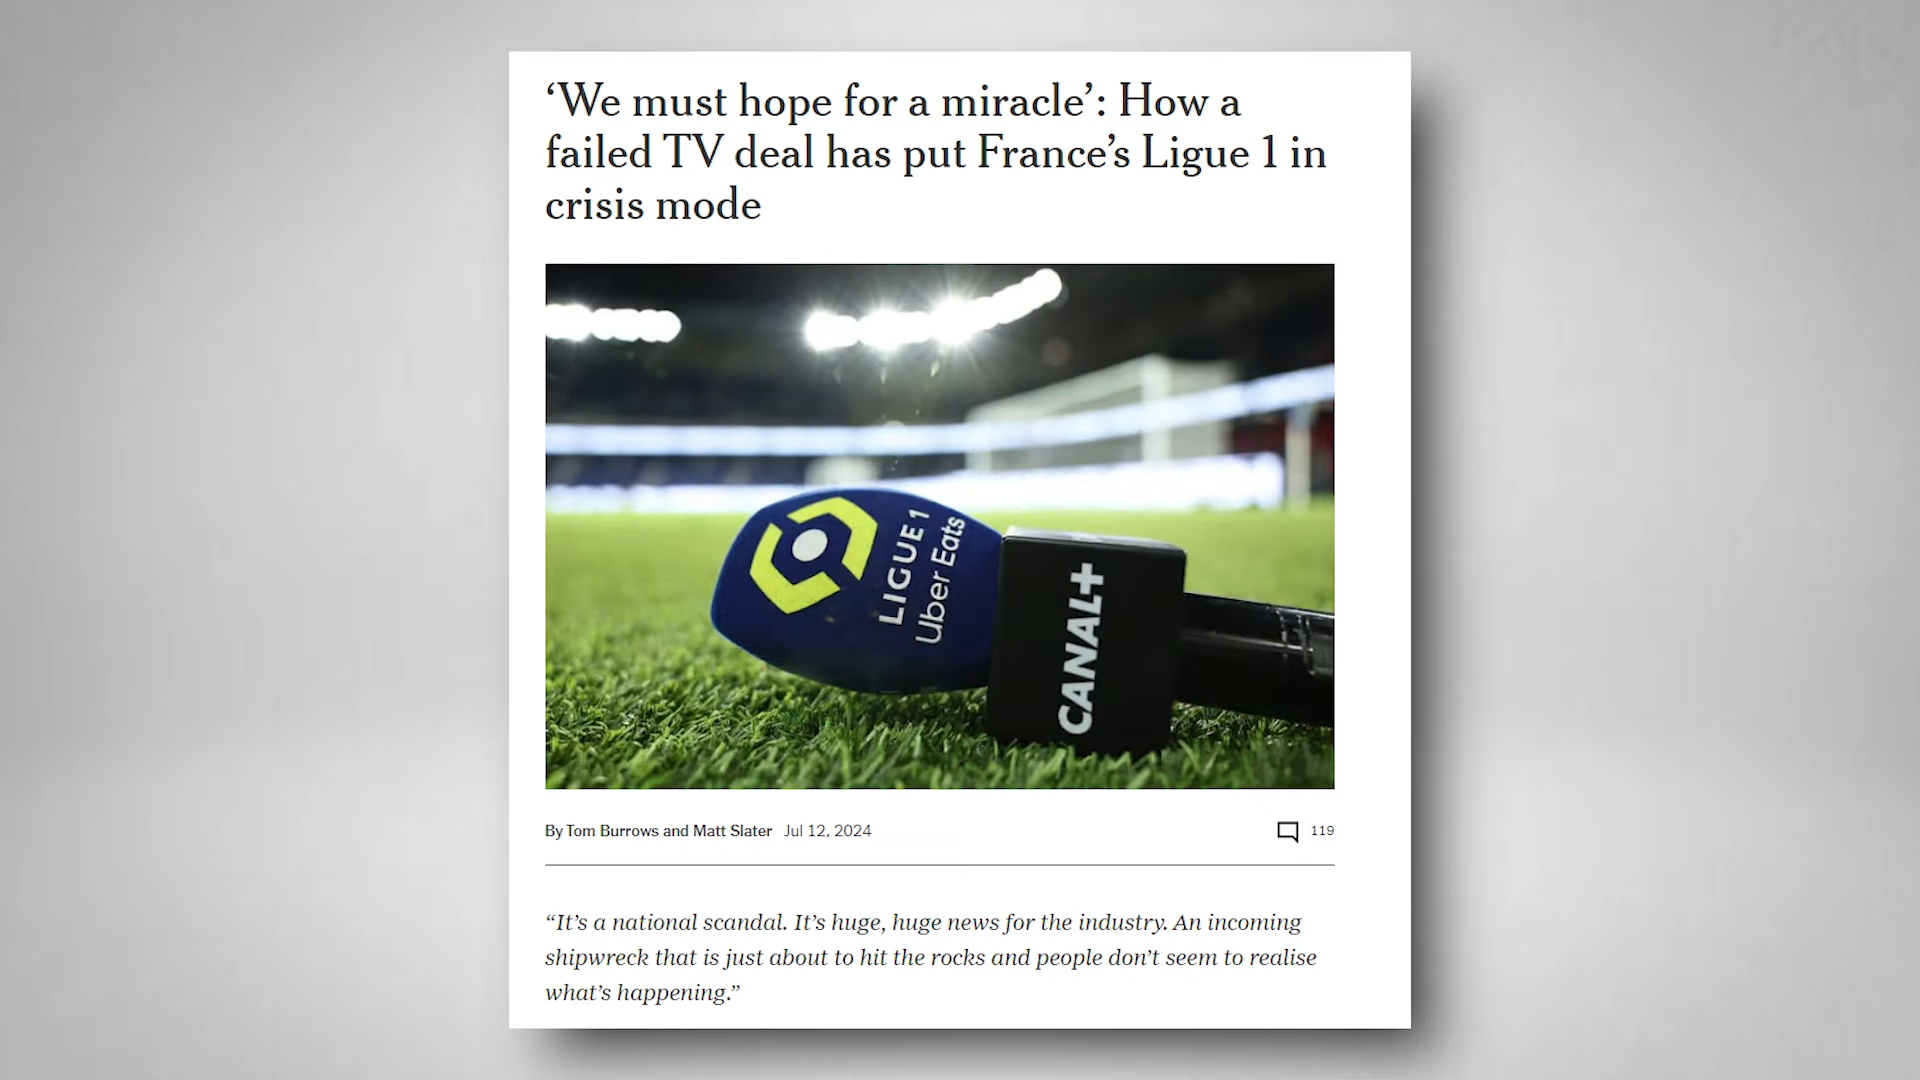 ‘We must hope for a miracle’: How a
failed TV deal has put France’s Ligue 1 in
crisis mode
LIGUE 1
Uber Eats
CANAL+
By Tom Burrows and Matt Slater Jul 12, 2024
119
“It’s a national scandal. It’s huge, huge news for the industry. An incoming
shipwreck that is just about to hit the rocks and people don’t seem to realise
what’s happening.”